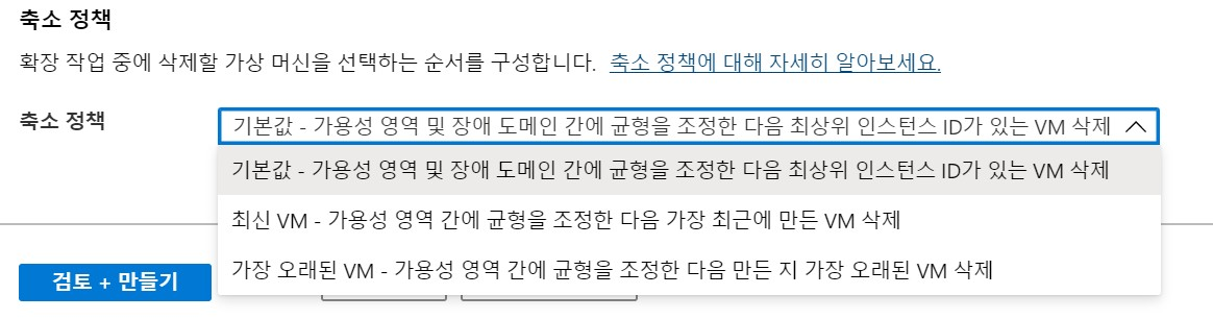 축소 정책
확장 작업 중에 삭제할 가상 머신을 선택하는 순서를 구성합니다. 축소 정책에 대해 자세히 알아보세요.
축소 정책
기본값 - 가용성 영역 및 장애 도메인 간에 균형을 조정한 다음 최상위 인스턴스 ID가 있는 VM 삭제
기본값 - 가용성 영역 및 장애 도메인 간에 균형을 조정한 다음 최상위 인스턴스 ID가 있는 VM 삭제
최신 VM - 가용성 영역 간에 균형을 조정한 다음 가장 최근에 만든 VM 삭제
가장 오래된 VM - 가용성 영역 간에 균형을 조정한 다음 만든 지 가장 오래된 VM 삭제
검토 + 만들기